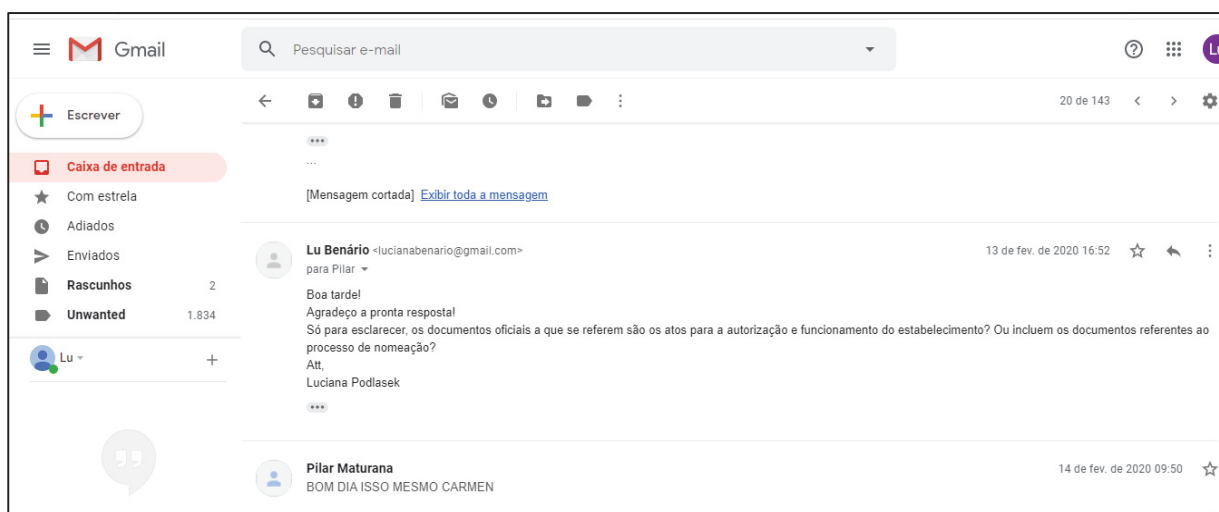 Gmail
Pesquisar e-mail
Escrever
20 de 143
Caixa de entrada
Com estrela
Adiados
Enviados
Rascunhos 2
Unwanted 1.834
Lu
...
[Mensagem cortada] Exibir toda a mensagem
Lu Benário <lucianabenario@gmail.com> 13 de fev. de 2020 16:52
para Pilar
Boa tarde!
Agradeço a pronta resposta!
Só para esclarecer, os documentos oficiais a que se referem são os atos para a autorização e funcionamento do estabelecimento? Ou incluem os documentos referentes ao
processo de nomeação?
Att,
Luciana Podlasek
Pilar Maturana 14 de fev. de 2020 09:50
BOM DIA ISSO MESMO CARMEN